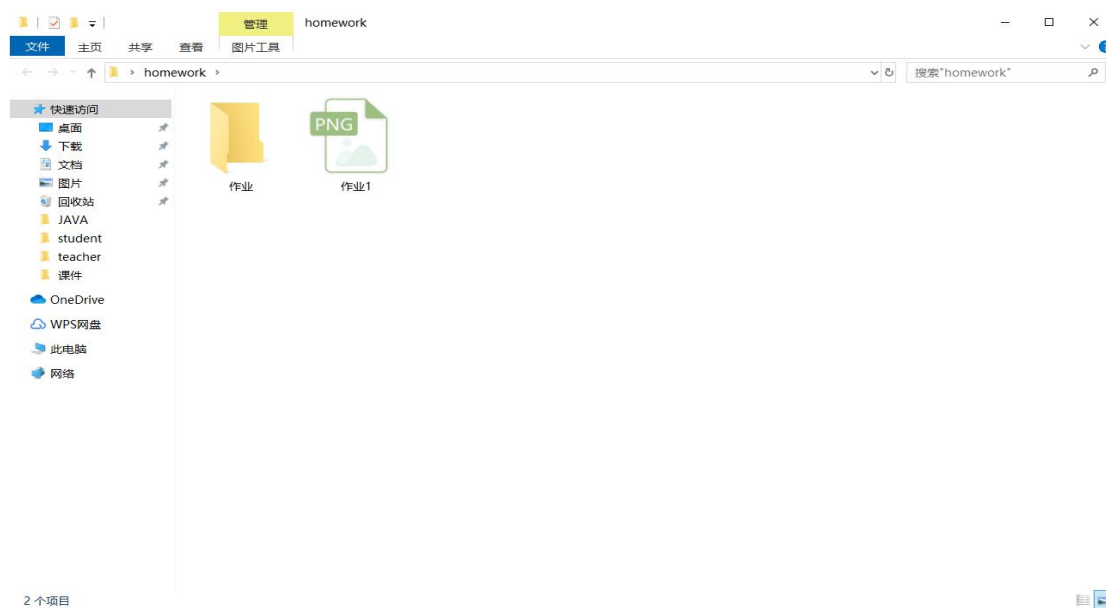 管理 homework
文件 主页 共享 查看 图片工具
homework
搜索"homework"
快速访问
桌面
下载
文档
图片
回收站
JAVA
student
teacher
课件
OneDrive
WPS网盘
此电脑
网络
PNG
作业 作业1
2 个项目